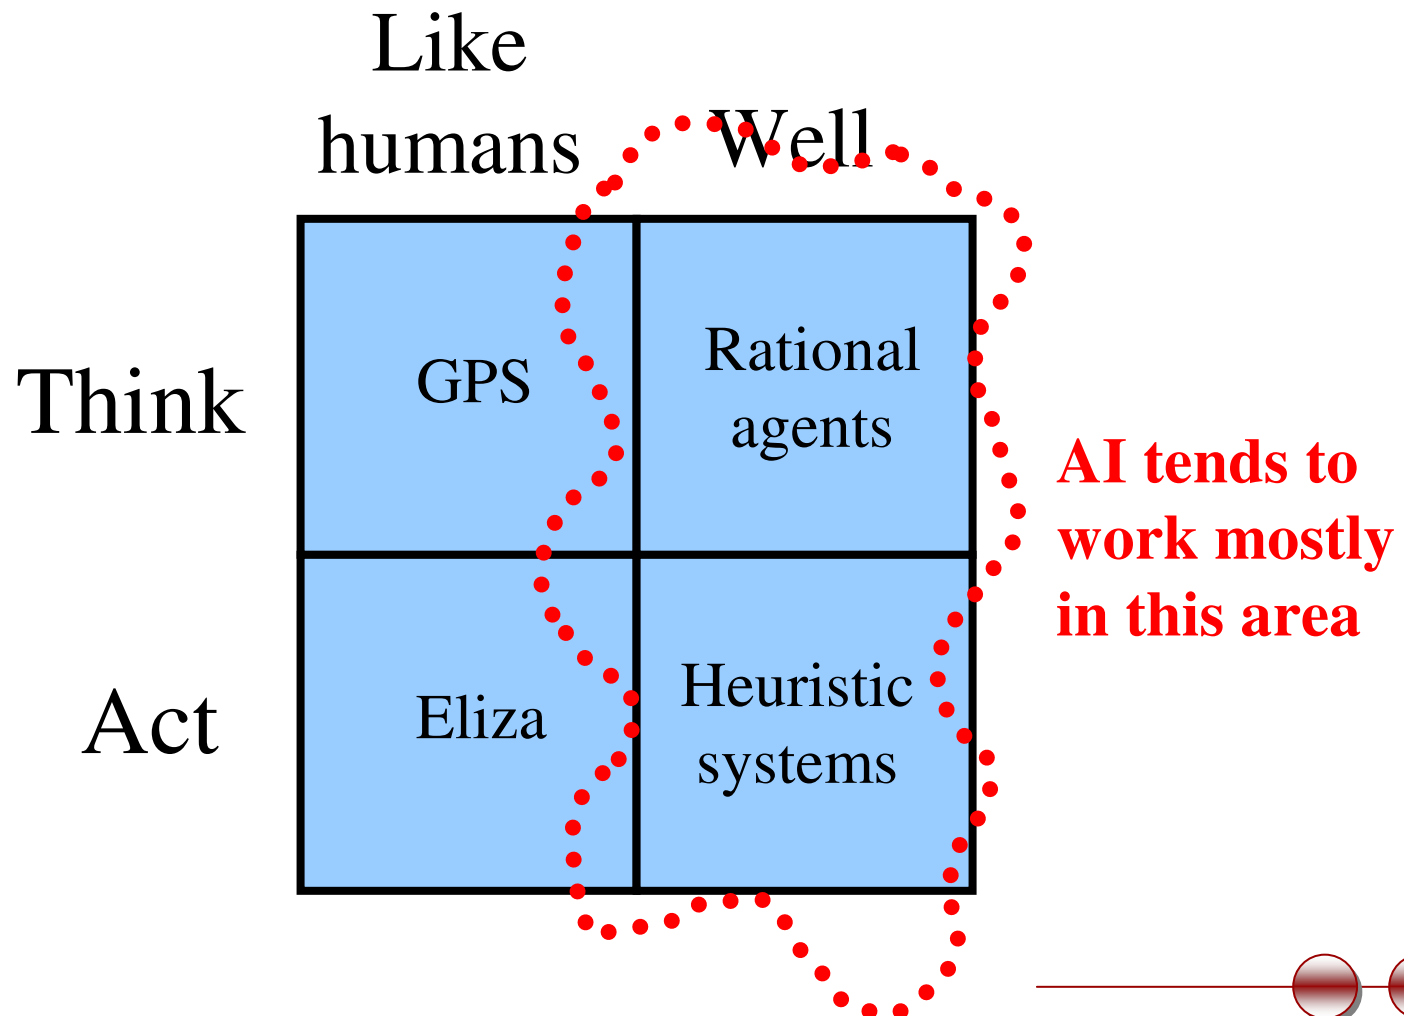 Like
humans
Well
Think
GPS
Rational
agents
AI tends to
work mostly
in this area
Act
Eliza
Heuristic
systems